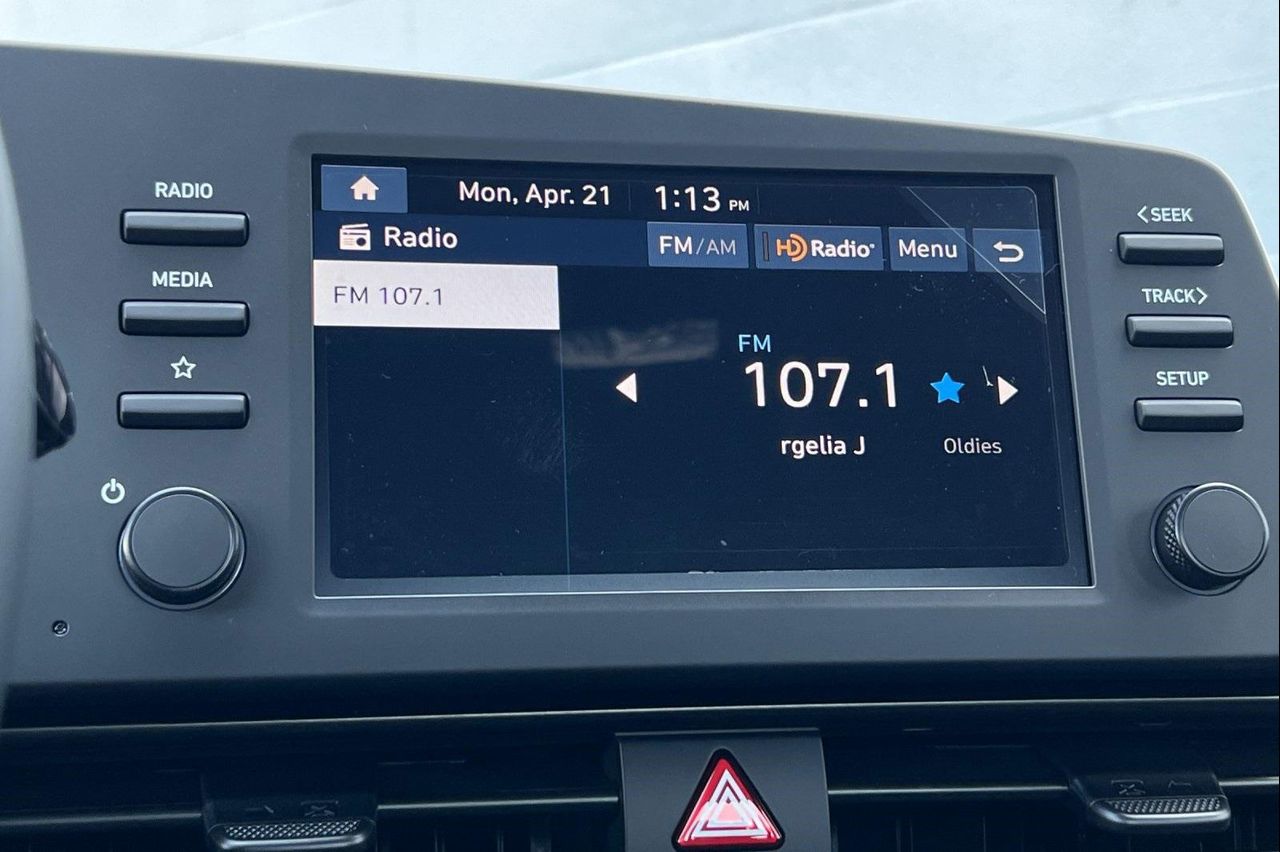 RADIO
MEDIA
Mon, Apr. 21 1:13 PM
Radio
FM/AM HD Radio Menu
FM 107.1
FM
107.1
rgelia J Oldies
< SEEK
TRACK >
SETUP